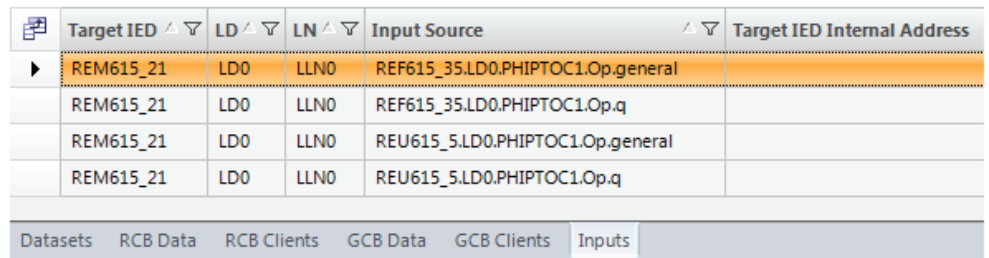 Target IED LD LN Input Source Target IED Internal Address
REM615_21 LD0 LLN0 REF615_35.LD0.PHIPTOC1.Op.general
REM615_21 LD0 LLN0 REF615_35.LD0.PHIPTOC1.Op.q
REM615_21 LD0 LLN0 REU615_5.LD0.PHIPTOC1.Op.general
REM615_21 LD0 LLN0 REU615_5.LD0.PHIPTOC1.Op.q
Datasets RCB Data RCB Clients GCB Data GCB Clients Inputs